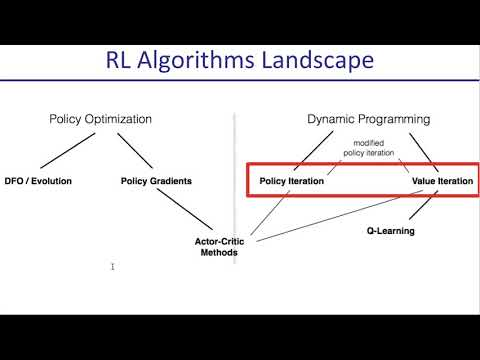 RL Algorithms Landscape
Policy Optimization
Dynamic Programming
modified
policy iteration
DFO / Evolution
Policy Gradients
Policy Iteration
Value Iteration
Actor-Critic
Methods
Q-Learning